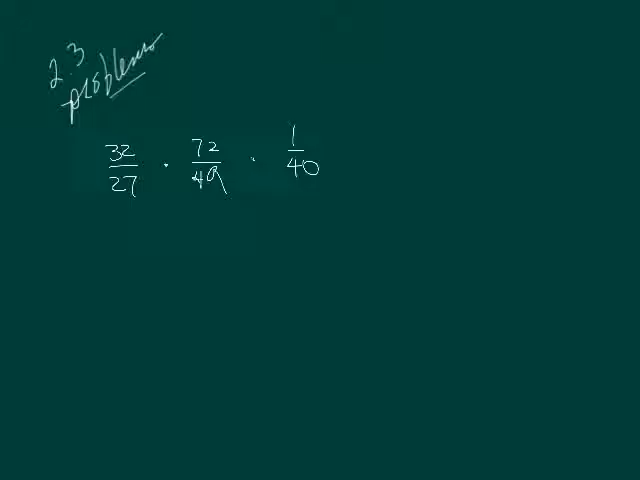 2.3
problems
32/27 · 72/49 · 1/40